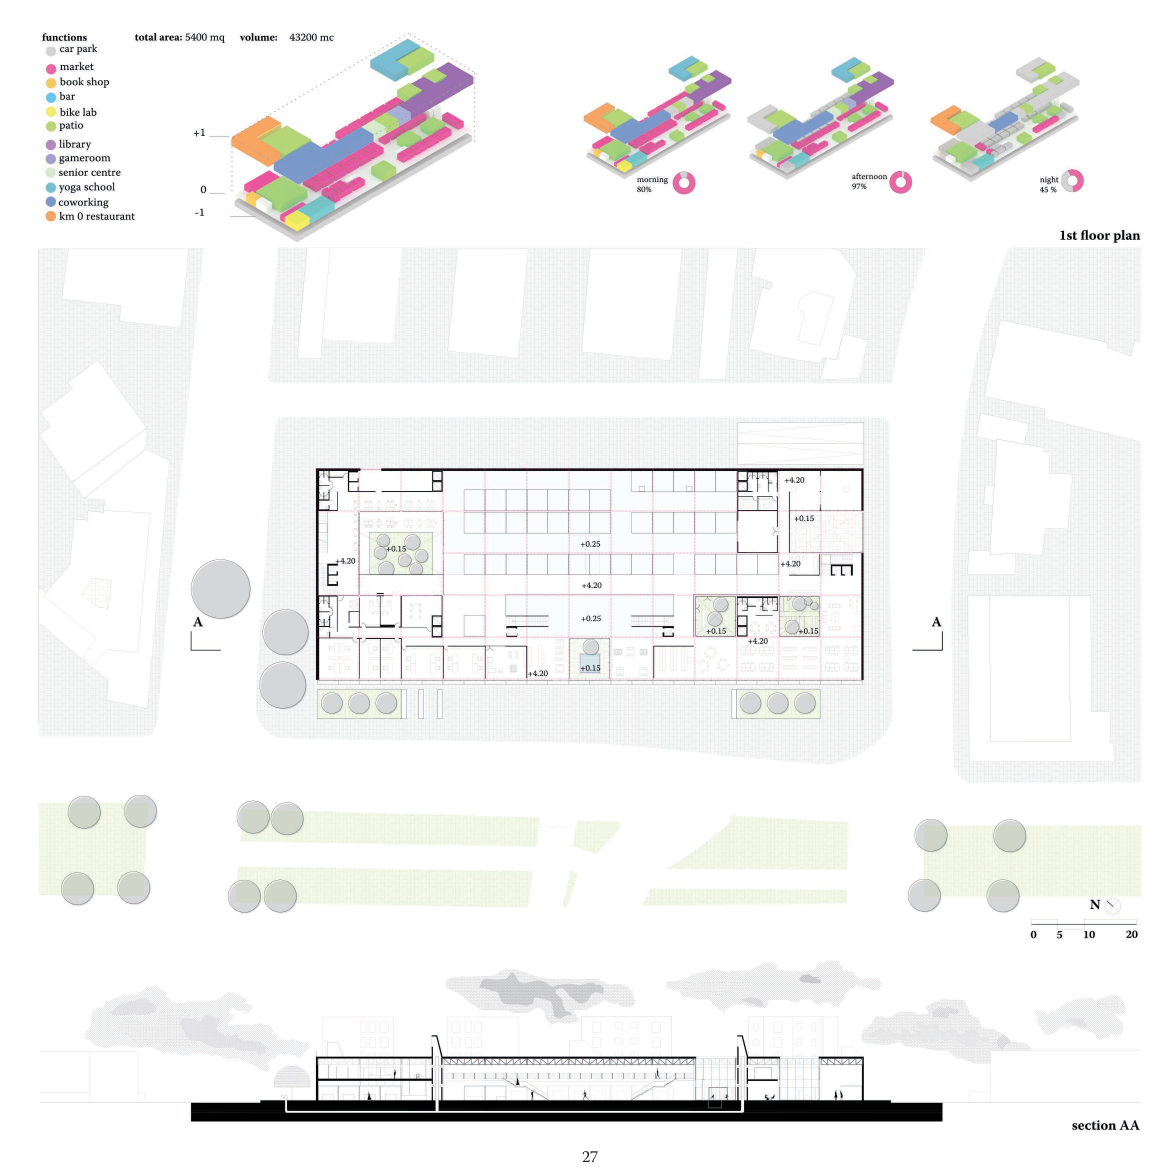 functions
total area: 5400 mq volume: 43200 mc
car park
market
book shop
bar
bike lab
patio
library
gameroom
senior centre
yoga school
coworking
km 0 restaurant
+1
0
-1
morning
80%
afternoon
97%
night
45 %
1st floor plan
+4.20
+0.15
+0.25
+0.15
+4.20
+4.20
+4.20
+0.25
+0.15
+0.15
+4.20
+0.15
+4.20
A
A
N
0 5 10 20
section AA
27